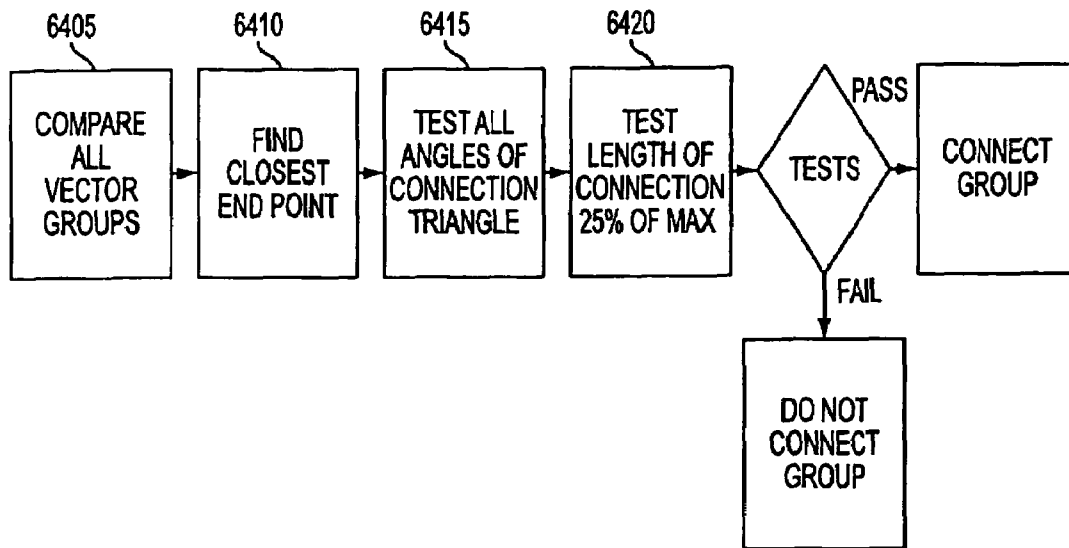 6405
6410
6415
6420
COMPARE
ALL
VECTOR
GROUPS
FIND
CLOSEST
END POINT
TEST ALL
ANGLES OF
CONNECTION
TRIANGLE
TEST
LENGTH OF
CONNECTION
25% OF MAX
TESTS
PASS
CONNECT
GROUP
FAIL
DO NOT
CONNECT
GROUP